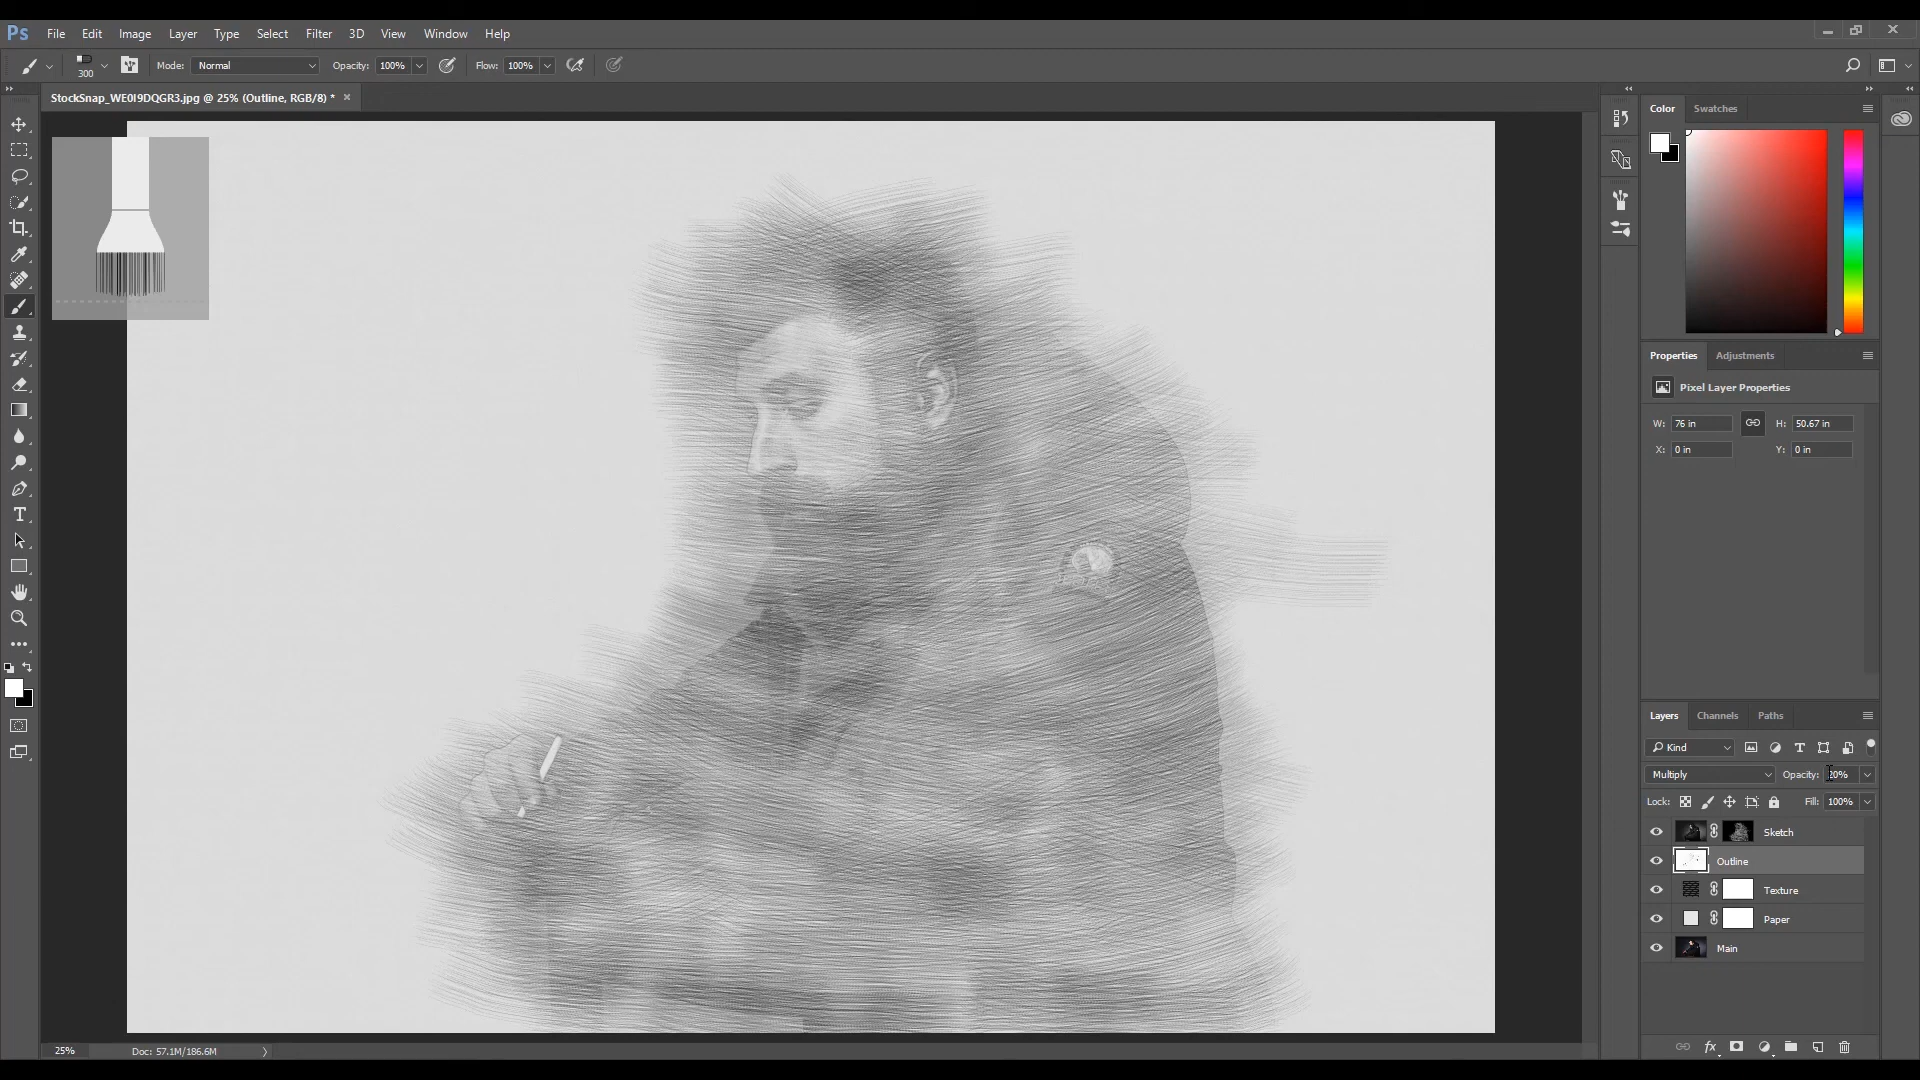 Ps File Edit Image Layer Type Select Filter 3D View Window Help
300 Mode: Normal Opacity: 100% Flow: 100%
StockSnap_WE0I9DQGR3.jpg @ 25% (Outline, RGB/8) *
Color Swatches
Properties Adjustments
Pixel Layer Properties
W: 76 in H: 50.67 in
X: 0 in Y: 0 in
Layers Channels Paths
Kind
Multiply Opacity: 20%
Lock: Fill: 100%
Sketch
Outline
Texture
Paper
Main
25% Doc: 57.1M/186.6M
fx